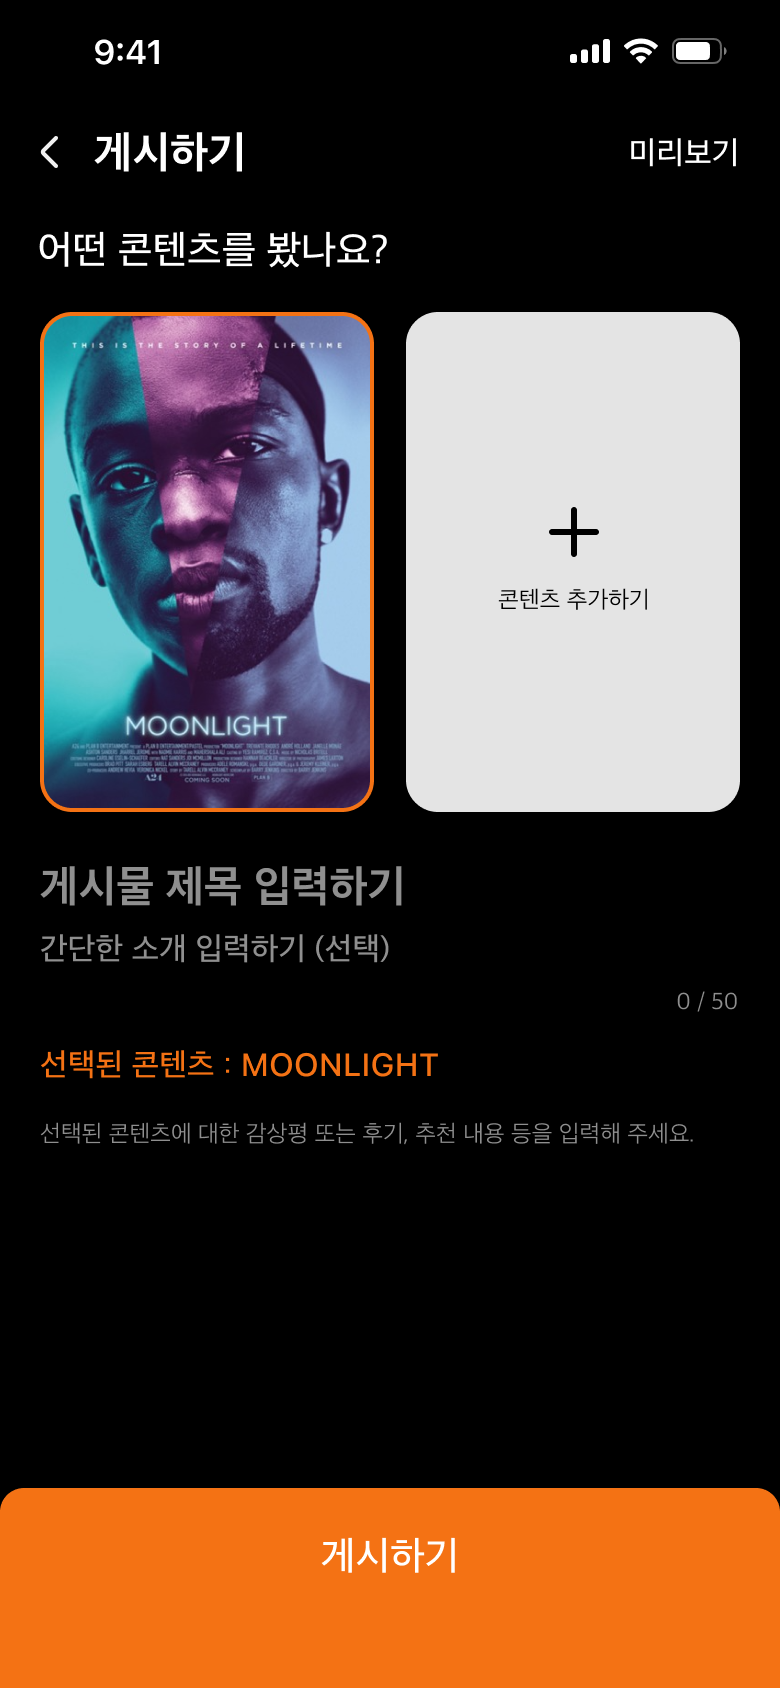 9:41
게시하기
미리보기
어떤 콘텐츠를 봤나요?
THIS IS THE STORY OF A LIFETIME
MOONLIGHT
A24
COMING SOON
PLAN B
콘텐츠 추가하기
게시물 제목 입력하기
간단한 소개 입력하기 (선택)
0 / 50
선택된 콘텐츠 : MOONLIGHT
선택된 콘텐츠에 대한 감상평 또는 후기, 추천 내용 등을 입력해 주세요.
게시하기